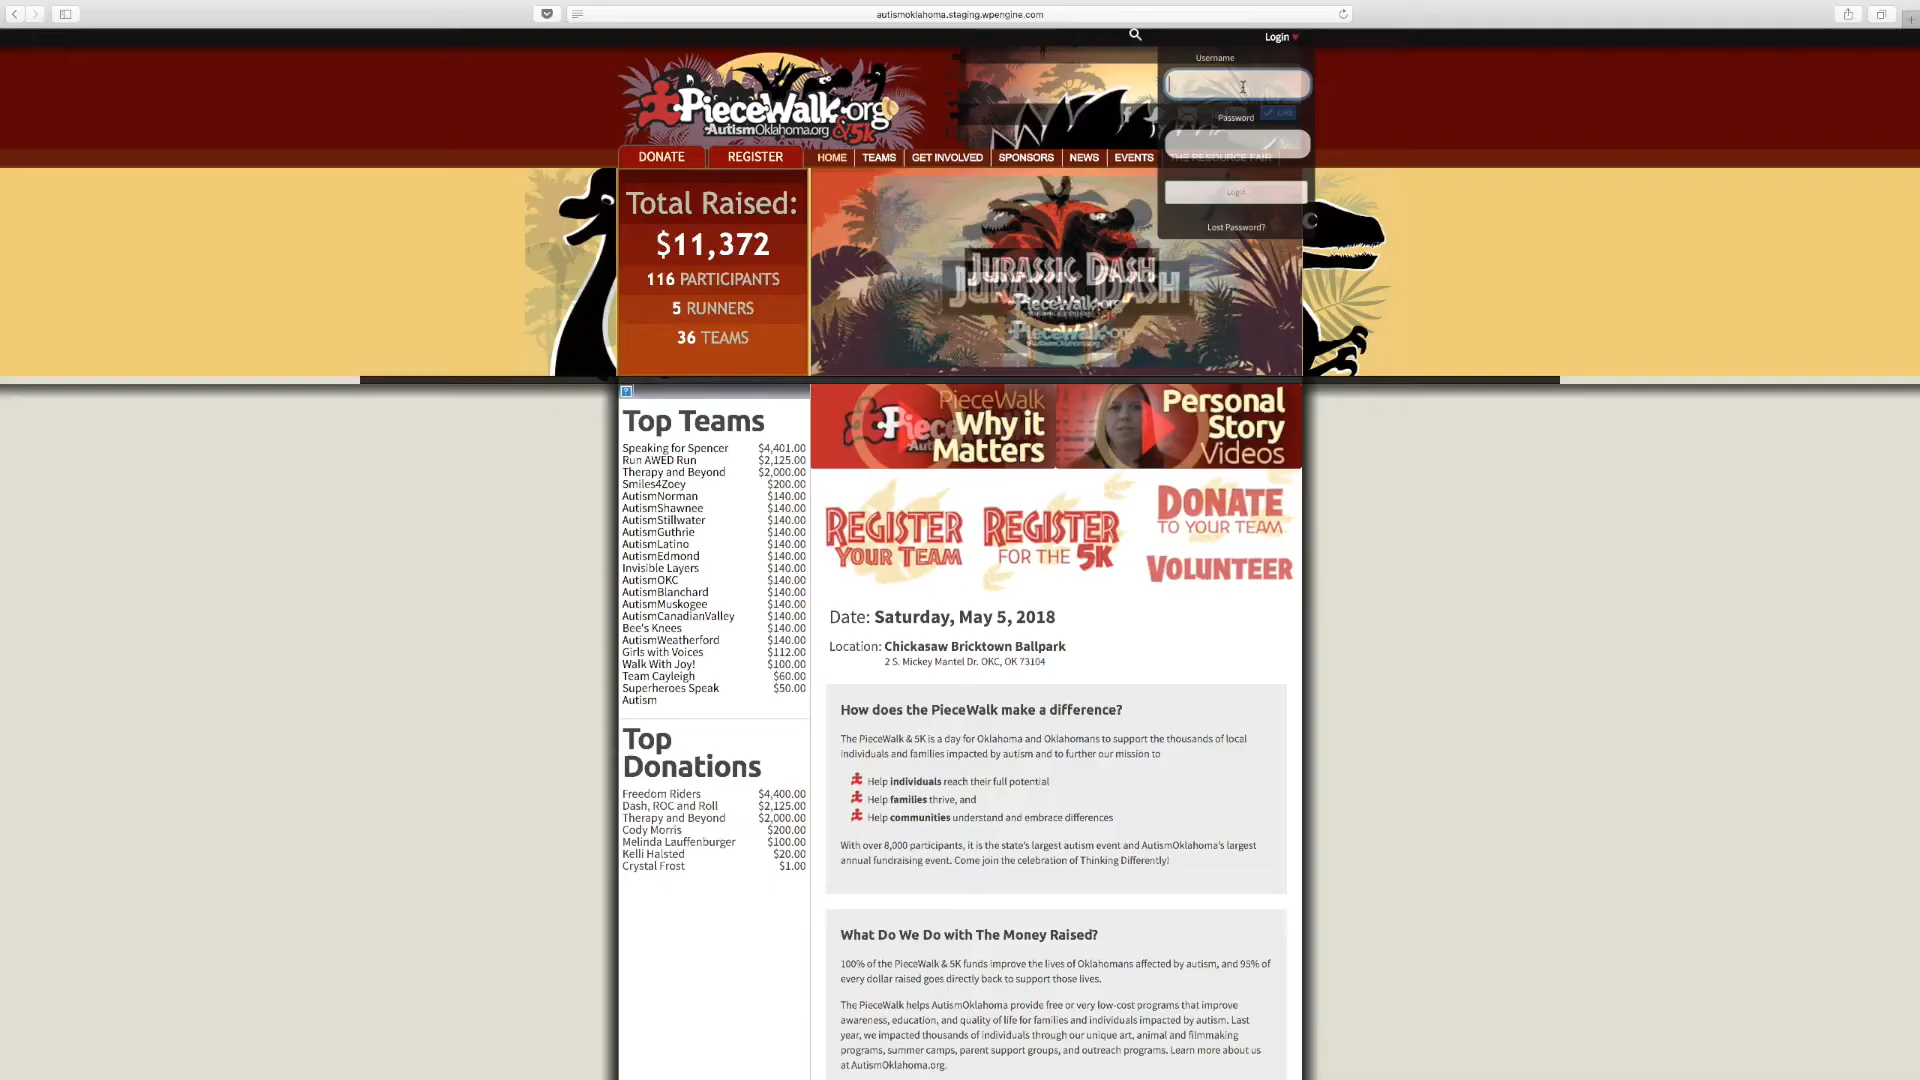 autismoklahoma.staging.wpengine.com
Login
Username
PieceWalk.org
AutismOklahoma.org &5K
Password
LIKE
DONATE
REGISTER
HOME
TEAMS
GET INVOLVED
SPONSORS
NEWS
EVENTS
THE RESOURCE FAIR
Login
Lost Password?
Total Raised:
$11,372
116 PARTICIPANTS
5 RUNNERS
36 TEAMS
JURASSIC DASH
JURASSIC DASH
PieceWalk.org
PieceWalk.org
AutismOklahoma.org
Top Teams
Speaking for Spencer $4,401.00
Run AWED Run $2,125.00
Therapy and Beyond $2,000.00
Smiles4Zoey $200.00
AutismNorman $140.00
AutismShawnee $140.00
AutismStillwater $140.00
AutismGuthrie $140.00
AutismLatino $140.00
AutismEdmond $140.00
Invisible Layers $140.00
AutismOKC $140.00
AutismBlanchard $140.00
AutismMuskogee $140.00
AutismCanadianValley $140.00
Bee's Knees $140.00
AutismWeatherford $140.00
Girls with Voices $112.00
Walk With Joy! $100.00
Team Cayleigh $60.00
Superheroes Speak $50.00
Autism
Top
Donations
Freedom Riders $4,400.00
Dash, ROC and Roll $2,125.00
Therapy and Beyond $2,000.00
Cody Morris $200.00
Melinda Lauffenburger $100.00
Kelli Halsted $20.00
Crystal Frost $1.00
PieceWalk
Why it
Matters
Personal
Story
Videos
REGISTER
YOUR TEAM
REGISTER
FOR THE 5K
DONATE
TO YOUR TEAM
VOLUNTEER
Date: Saturday, May 5, 2018
Location: Chickasaw Bricktown Ballpark
2 S. Mickey Mantel Dr. OKC, OK 73104
How does the PieceWalk make a difference?
The PieceWalk & 5K is a day for Oklahoma and Oklahomans to support the thousands of local
individuals and families impacted by autism and to further our mission to
Help individuals reach their full potential
Help families thrive, and
Help communities understand and embrace differences
With over 8,000 participants, it is the state's largest autism event and AutismOklahoma's largest
annual fundraising event. Come join the celebration of Thinking Differently!
What Do We Do with The Money Raised?
100% of the PieceWalk & 5K funds improve the lives of Oklahomans affected by autism, and 95% of
every dollar raised goes directly back to support those lives.
The PieceWalk helps AutismOklahoma provide free or very low-cost programs that improve
awareness, education, and quality of life for families and individuals impacted by autism. Last
year, we impacted thousands of individuals through our unique art, animal and filmmaking
programs, summer camps, parent support groups, and outreach programs. Learn more about us
at AutismOklahoma.org.